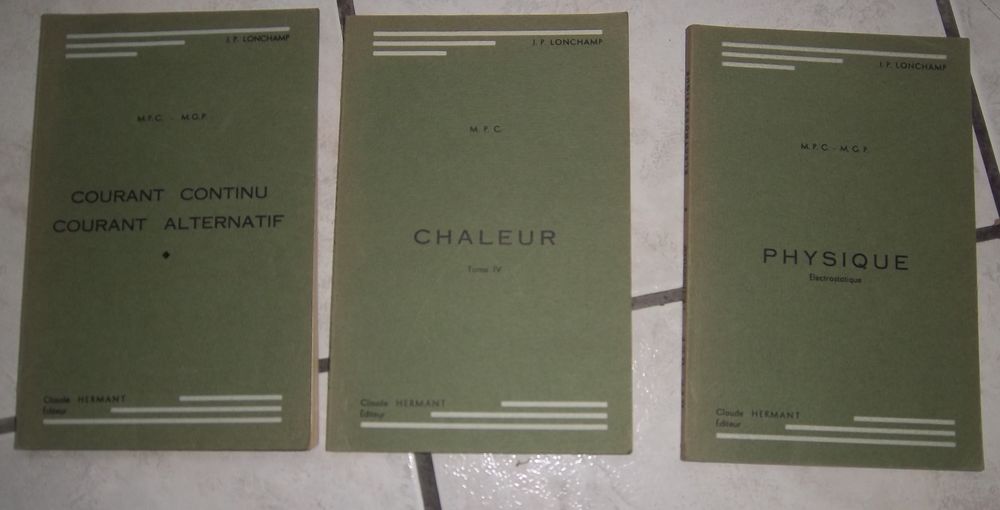 J. P. LONCHAMP
M.P.C. - M.G.P.
COURANT CONTINU
COURANT ALTERNATIF
Claude HERMANT
Editeur
J. P. LONCHAMP
M. P. C.
CHALEUR
Tome IV
Claude HERMANT
Editeur
J. P. LONCHAMP
M. P. C. - M. G. P.
PHYSIQUE
Electrostatique
Claude HERMANT
Editeur
ELECTROSTATIQUE